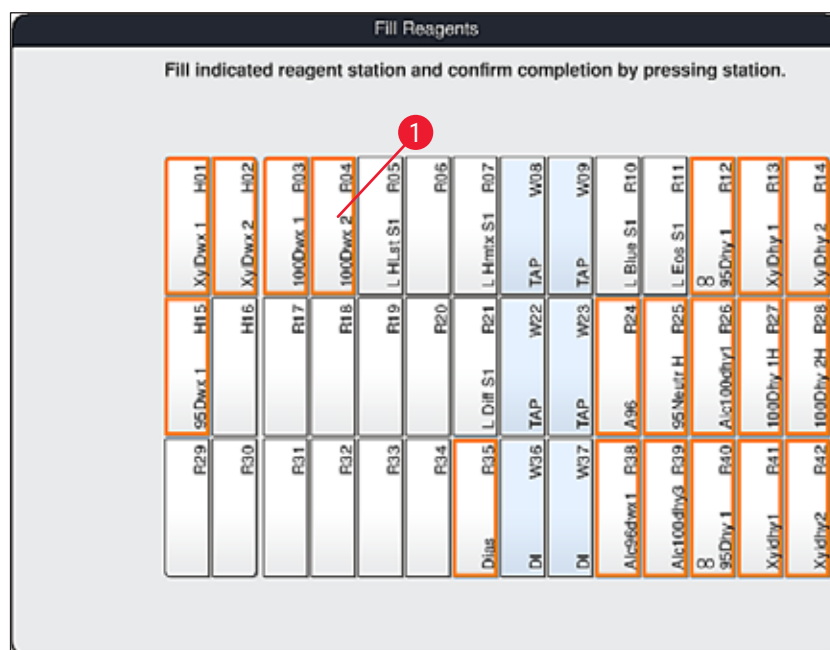 Fill Reagents
Fill indicated reagent station and confirm completion by pressing station.
1
XyDwx 1 H01
XyDwx 2 H02
100Dwx 1 R03
100Dwx 2 R04
L HLst S1 R05
R06
L Hmtx S1 R07
TAP W08
TAP W09
L Blue S1 R10
L Eos S1 R11
∞
95Dhy 1 R12
XyDhy 1 R13
XyDhy 2 R14
95Dwx 1 H15
H16
R17
R18
R19
R20
L Diff S1 R21
TAP W22
TAP W23
A96 R24
95Neutr H R25
Alc100dhy1 R26
100Dhy 1H R27
100Dhy 2H R28
R29
R30
R31
R32
R33
R34
Dias R35
DI W36
DI W37
Alc96dwx1 R38
Alc100dhy3 R39
∞
95Dhy 1 R40
Xyldhy1 R41
Xyldhy2 R42